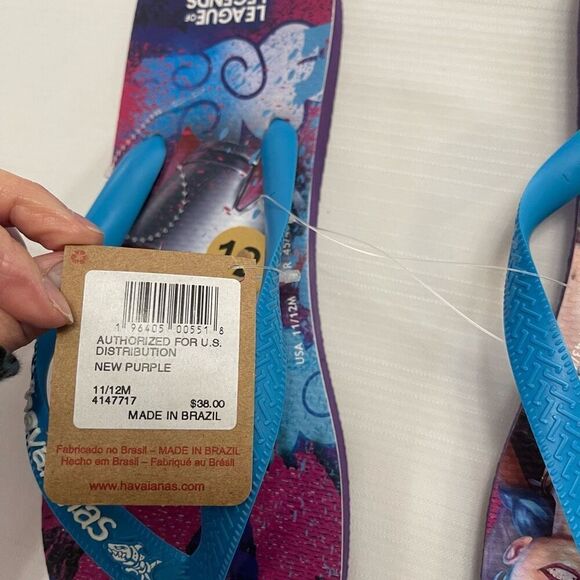 LEAGUE OF
LEGENDS
USA 11/12M
1 96405 00551 8
AUTHORIZED FOR U.S.
DISTRIBUTION
NEW PURPLE
11/12M
4147717
$38.00
MADE IN BRAZIL
Fabricado no Brasil – MADE IN BRAZIL
Hecho em Brasil – Fabriqué au Brésil
www.havaianas.com